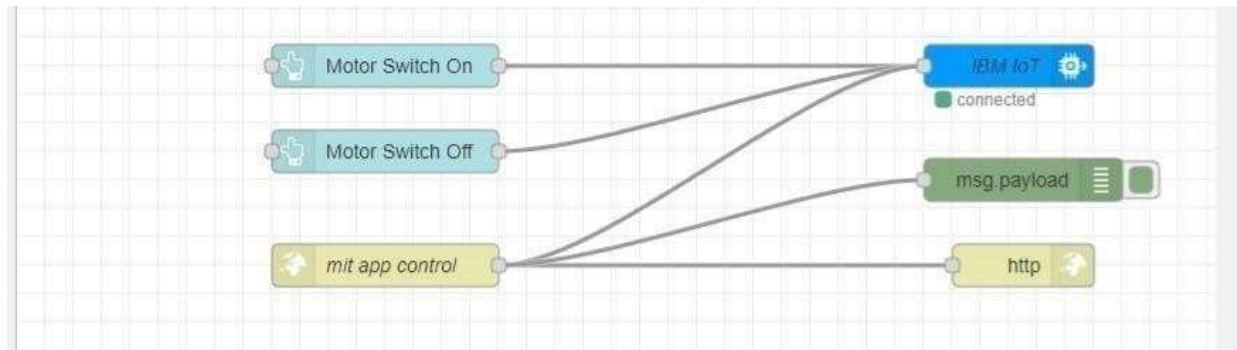 Motor Switch On
IBM IoT
connected
Motor Switch Off
msg.payload
mit app control
http